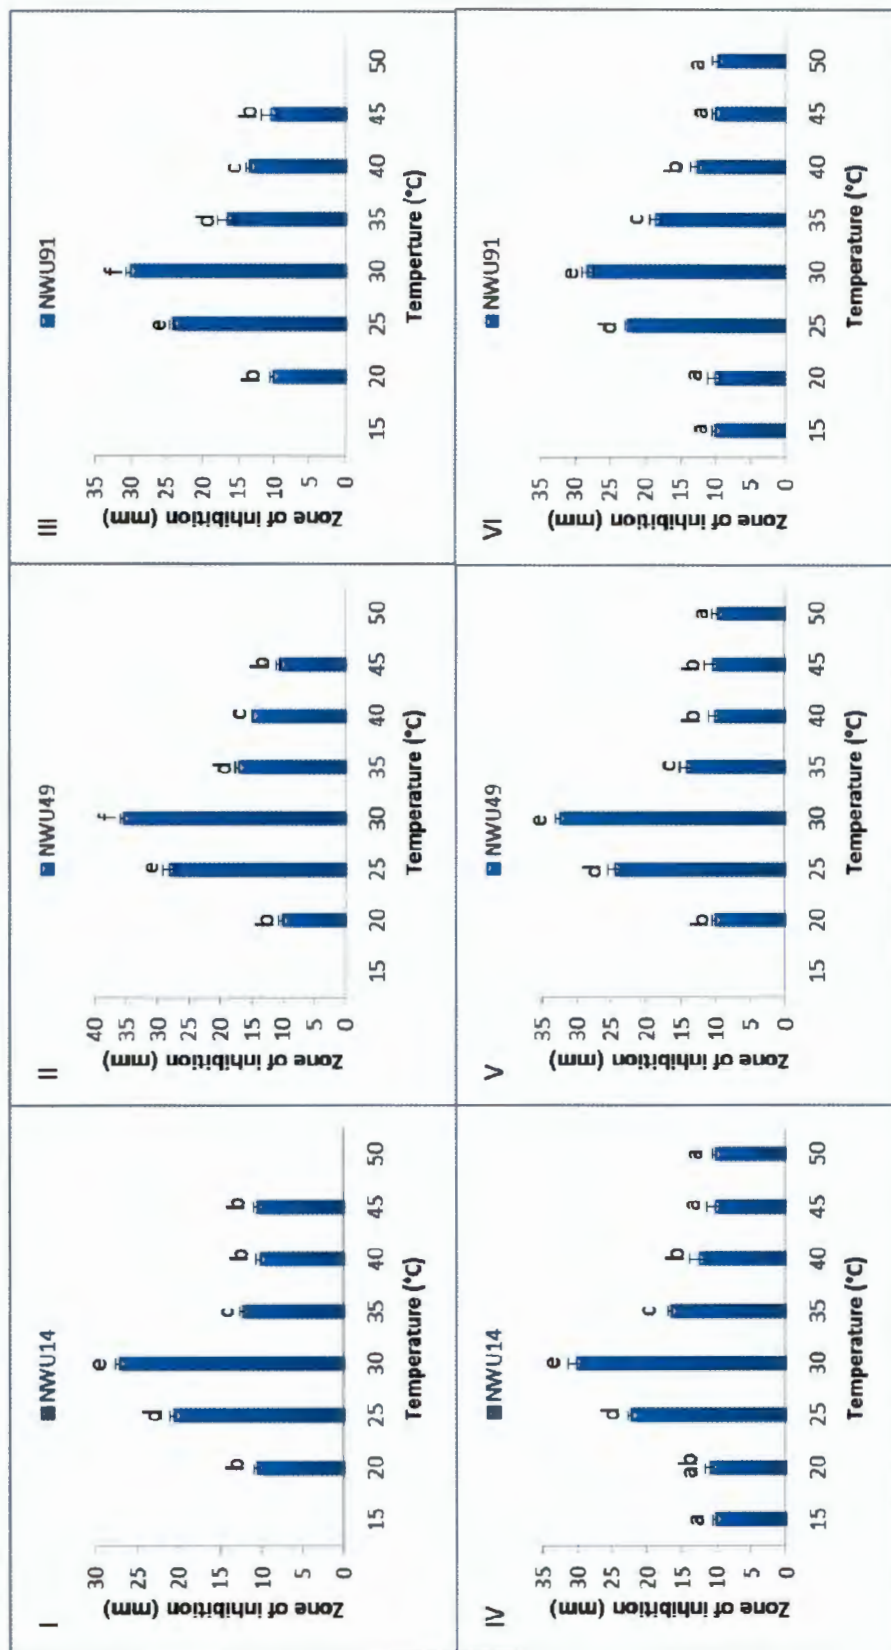 I
NWU14
Zone of inhibition (mm)
30
25
20
15
10
5
0
b
d
e
c
b
b
15 20 25 30 35 40 45 50
Temperature (°C)
II
NWU49
Zone of inhibition (mm)
40
35
30
25
20
15
10
5
0
b
e
f
d
c
b
15 20 25 30 35 40 45 50
Temperature (°C)
III
NWU91
Zone of inhibition (mm)
35
30
25
20
15
10
5
0
b
e
f
d
c
b
15 20 25 30 35 40 45 50
Temperture (°C)
IV
NWU14
Zone of inhibition (mm)
35
30
25
20
15
10
5
0
a
ab
d
e
c
b
a
a
15 20 25 30 35 40 45 50
Temperature (°C)
V
NWU49
Zone of inhibition (mm)
35
30
25
20
15
10
5
0
b
d
e
c
b
b
a
15 20 25 30 35 40 45 50
Temperature (°C)
VI
NWU91
Zone of inhibition (mm)
35
30
25
20
15
10
5
0
a
a
d
e
c
b
a
a
15 20 25 30 35 40 45 50
Temperature (°C)